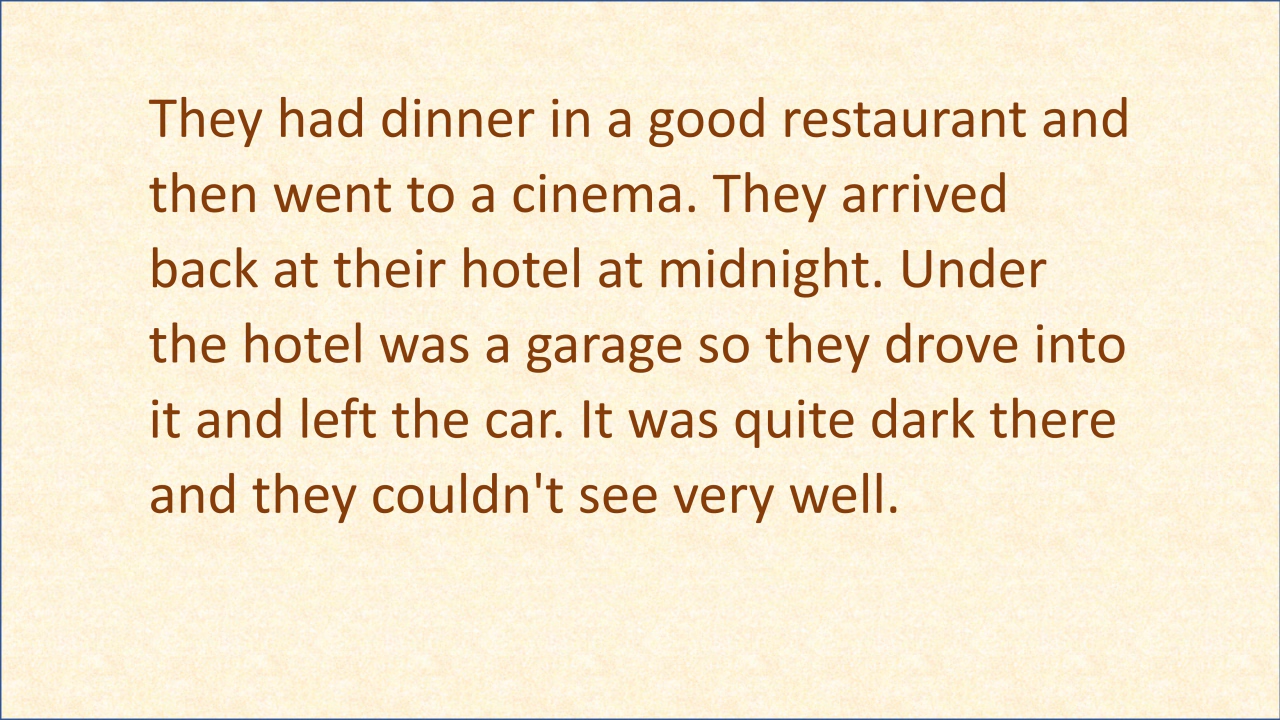 They had dinner in a good restaurant and
then went to a cinema. They arrived
back at their hotel at midnight. Under
the hotel was a garage so they drove into
it and left the car. It was quite dark there
and they couldn't see very well.